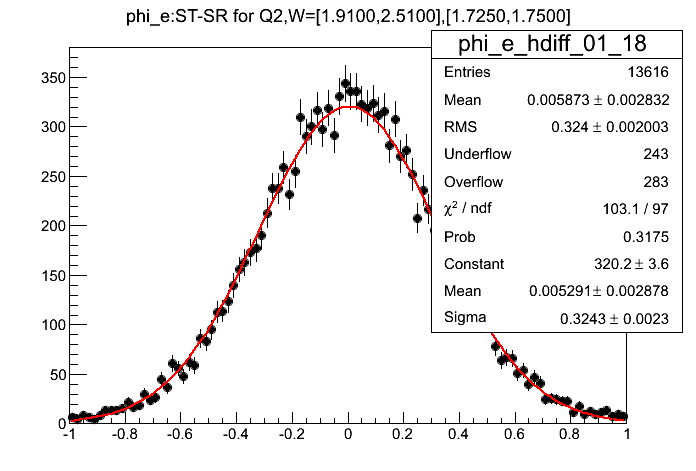 phi_e:ST-SR for Q2,W=[1.9100,2.5100],[1.7250,1.7500]
phi_e_hdiff_01_18
Entries 13616
Mean 0.005873 ± 0.002832
RMS 0.324 ± 0.002003
Underflow 243
Overflow 283
χ² / ndf 103.1 / 97
Prob 0.3175
Constant 320.2 ± 3.6
Mean 0.005291 ± 0.002878
Sigma 0.3243 ± 0.0023
350
300
250
200
150
100
50
0
-1 -0.8 -0.6 -0.4 -0.2 0 0.2 0.4 0.6 0.8 1